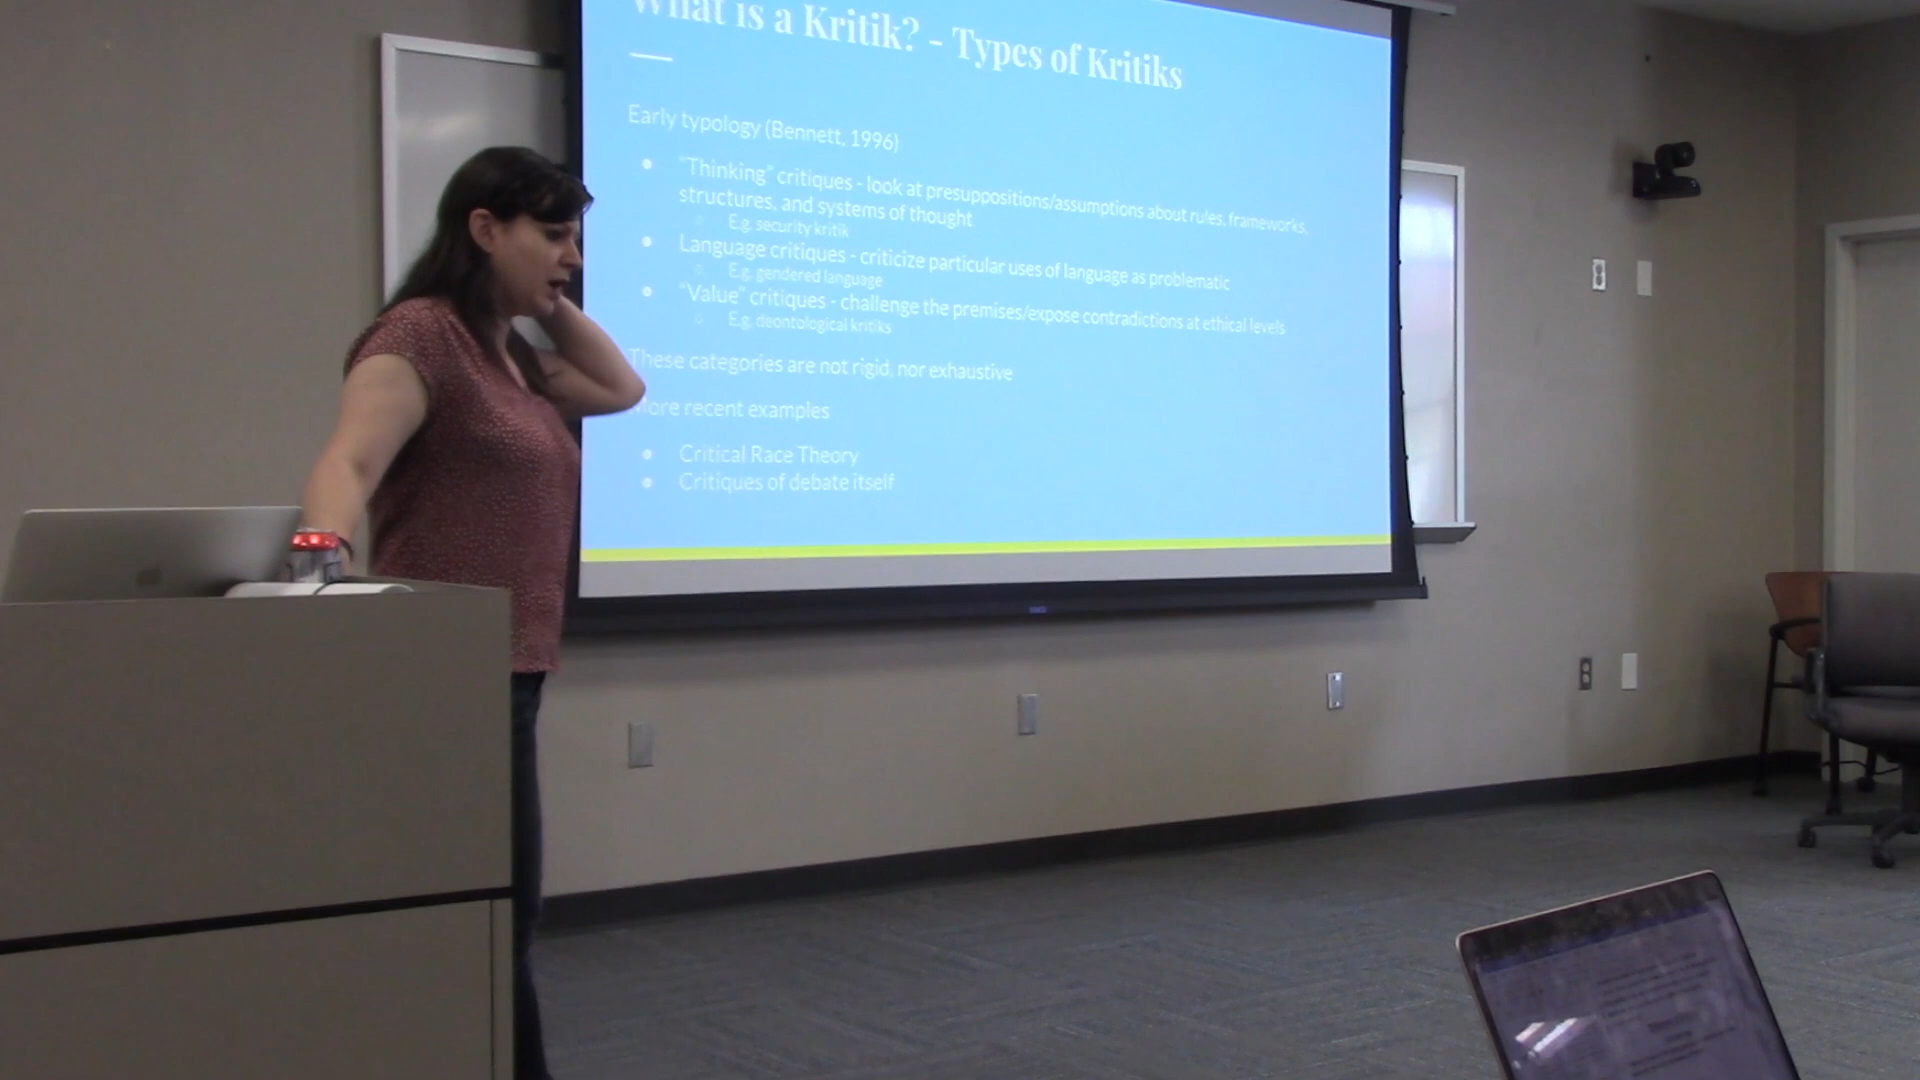 What is a Kritik? - Types of Kritiks
Early typology (Bennett, 1996)
"Thinking" critiques - look at presuppositions/assumptions about rules, frameworks,
structures, and systems of thought
E.g. security kritik
Language critiques - criticize particular uses of language as problematic
E.g. gendered language
"Value" critiques - challenge the premises/expose contradictions at ethical levels
E.g. deontological kritiks
These categories are not rigid, nor exhaustive
More recent examples
Critical Race Theory
Critiques of debate itself